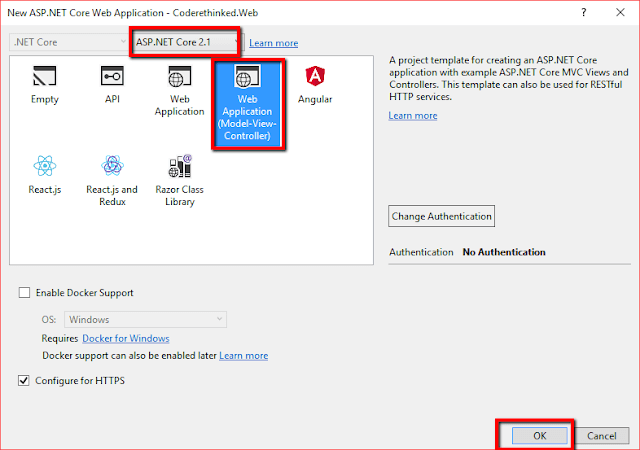 New ASP.NET Core Web Application - Coderethinked.Web
? ×
.NET Core
ASP.NET Core 2.1
Learn more
Empty
API
Web
Application
Web
Application
(Model-View-
Controller)
Angular
React.js
React.js and
Redux
Razor Class
Library
A project template for creating an ASP.NET Core
application with example ASP.NET Core MVC Views and
Controllers. This template can also be used for RESTful
HTTP services.
Learn more
Change Authentication
Authentication No Authentication
Enable Docker Support
OS: Windows
Requires Docker for Windows
Docker support can also be enabled later Learn more
Configure for HTTPS
OK
Cancel